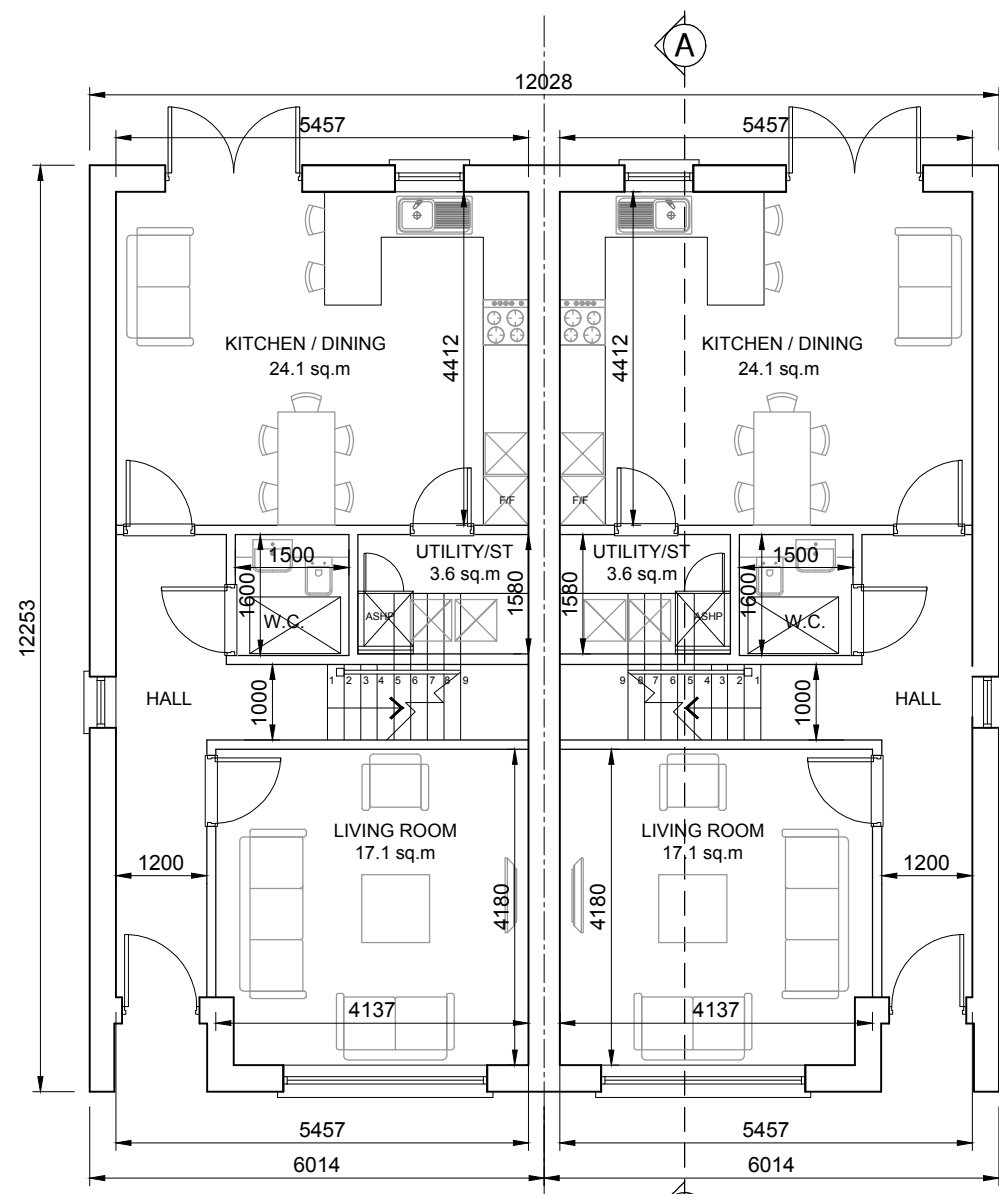 A
12028
5457
5457
KITCHEN / DINING
24.1 sq.m
4412
F/F
KITCHEN / DINING
24.1 sq.m
4412
F/F
12253
1500
1600
W.C.
UTILITY/ST
3.6 sq.m
1580
ASHP
UTILITY/ST
3.6 sq.m
1580
ASHP
1500
1600
W.C.
HALL
1000
1 2 3 4 5 6 7 8 9
9 8 7 6 5 4 3 2 1
1000
HALL
LIVING ROOM
17.1 sq.m
LIVING ROOM
17.1 sq.m
1200
4180
4180
1200
4137
4137
5457
5457
6014
6014